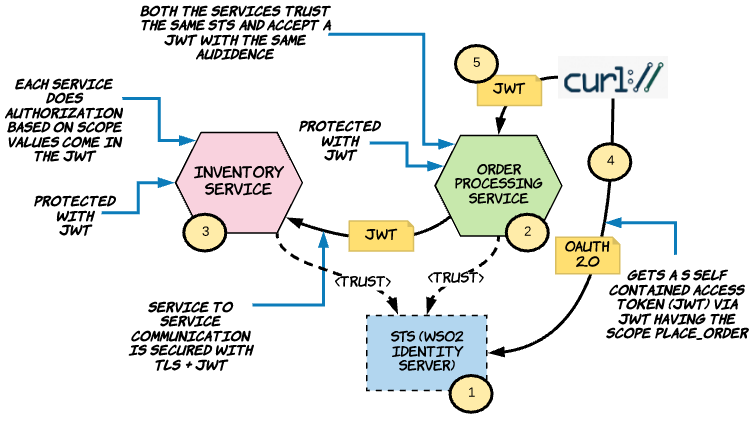 BOTH THE SERVICES TRUST
THE SAME STS AND ACCEPT A
JWT WITH THE SAME
AUDIDENCE
5
JWT
curl://
EACH SERVICE
DOES
AUTHORIZATION
BASED ON SCOPE
VALUES COME IN
THE JWT
PROTECTED
WITH
JWT
INVENTORY
SERVICE
ORDER
PROCESSING
SERVICE
4
PROTECTED
WITH
JWT
3
JWT
2
OAUTH
2.0
<TRUST>
<TRUST>
GETS A S SELF
CONTAINED ACCESS
TOKEN (JWT) VIA
JWT HAVING THE
SCOPE PLACE_ORDER
SERVICE TO
SERVICE
COMMUNICATION
IS SECURED WITH
TLS + JWT
STS (WSO2
IDENTITY
SERVER)
1